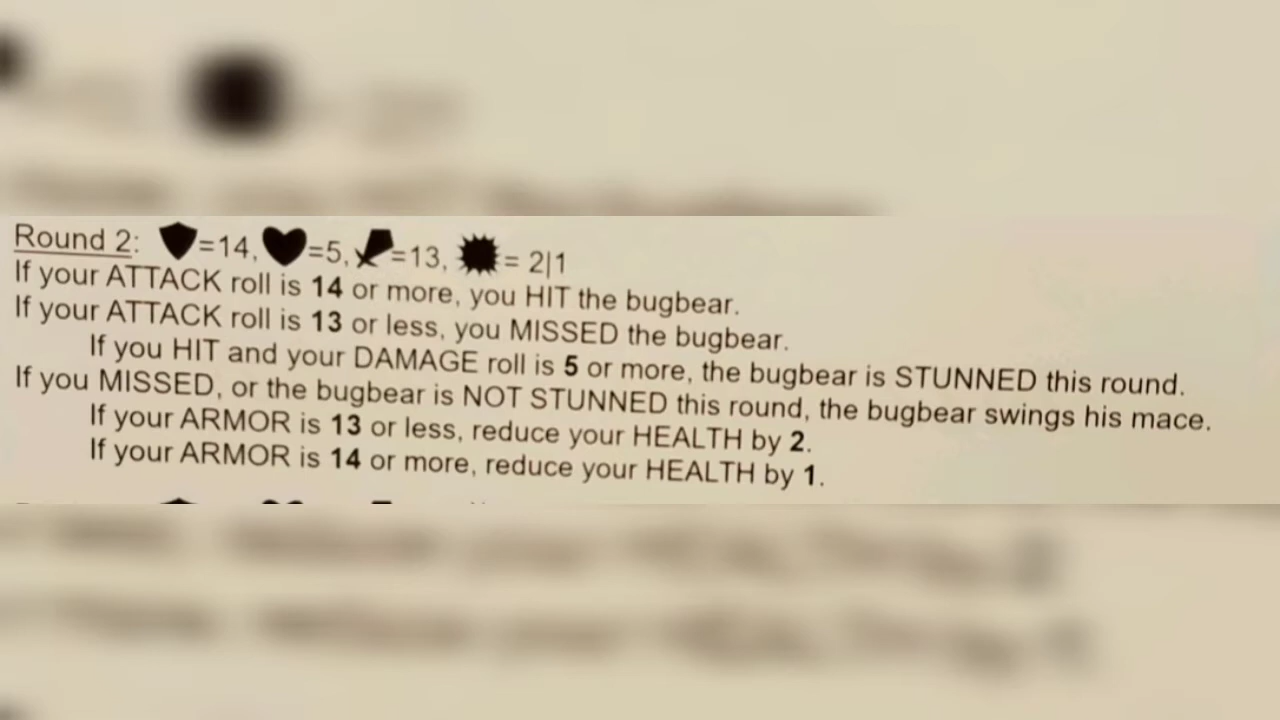 Round 2: =14, =5, =13, = 2|1
If your ATTACK roll is 14 or more, you HIT the bugbear.
If your ATTACK roll is 13 or less, you MISSED the bugbear.
If you HIT and your DAMAGE roll is 5 or more, the bugbear is STUNNED this round.
If you MISSED, or the bugbear is NOT STUNNED this round, the bugbear swings his mace.
If your ARMOR is 13 or less, reduce your HEALTH by 2.
If your ARMOR is 14 or more, reduce your HEALTH by 1.